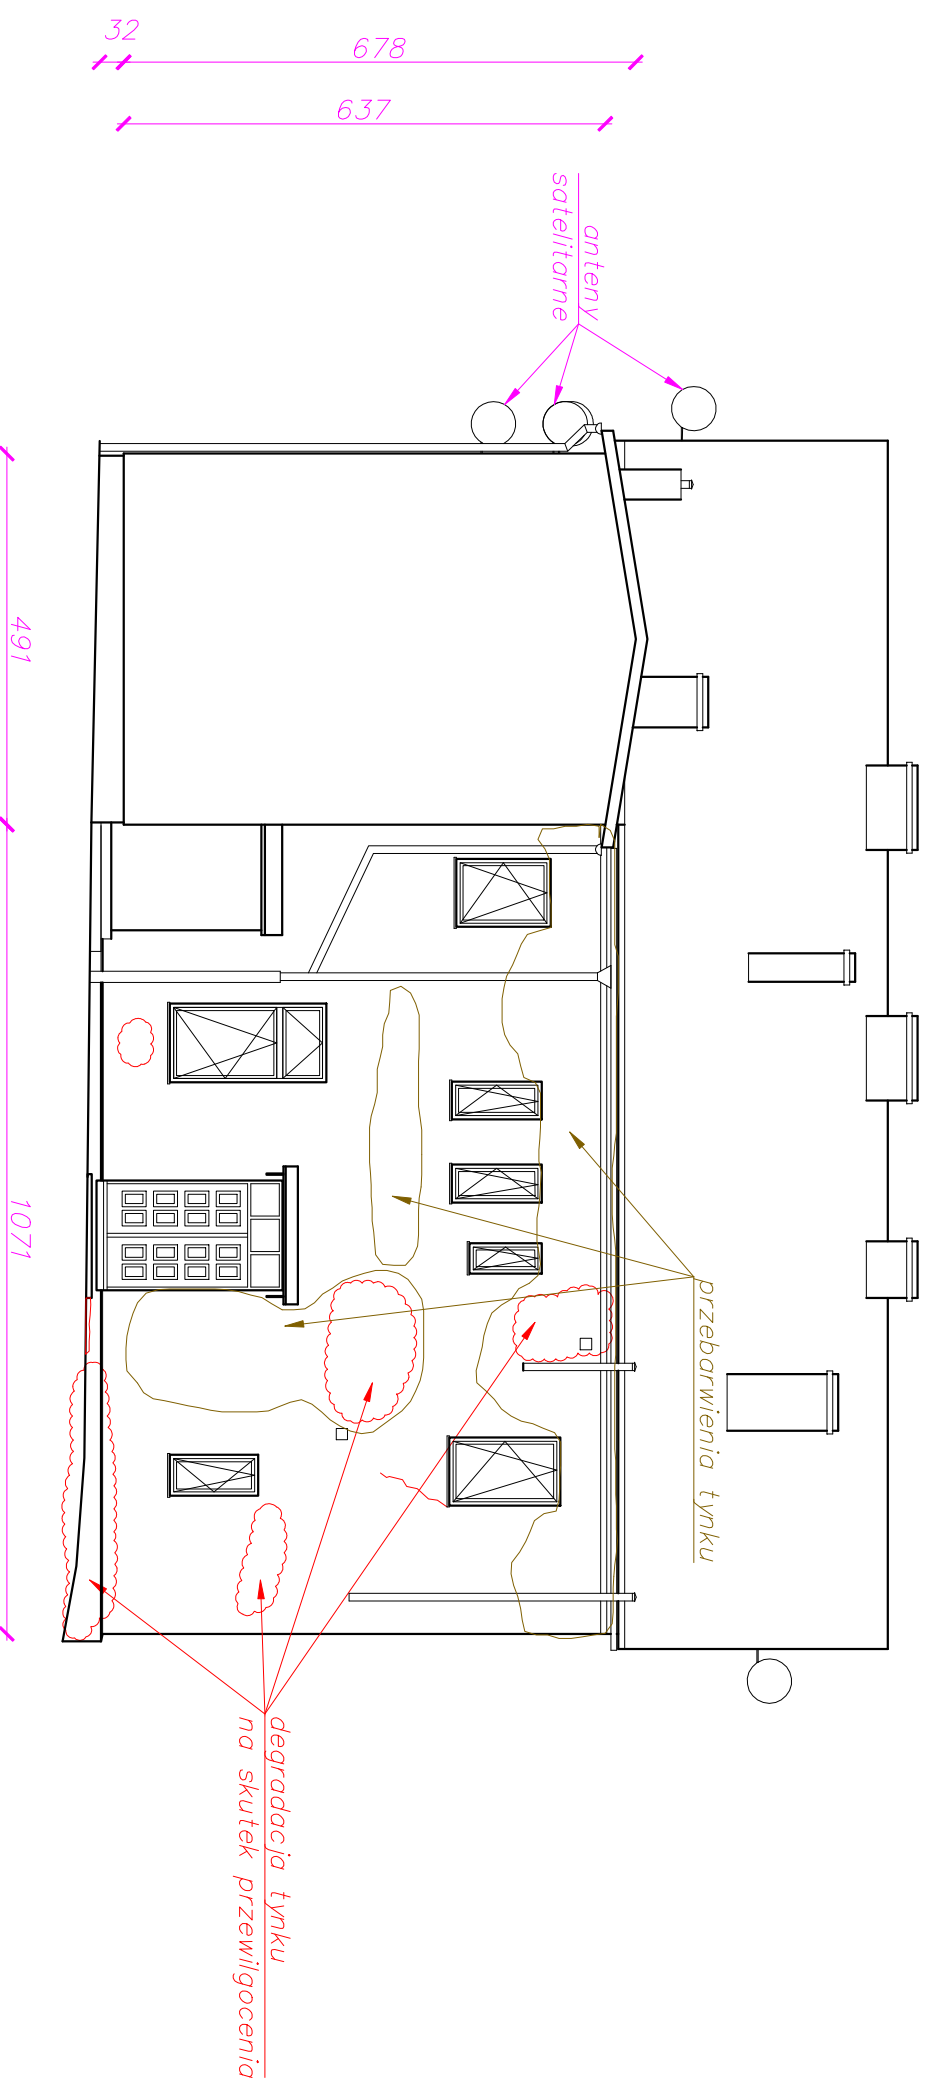 32
678
637
anteny
satelitarne
491
1071
przebarwienia tynku
degradacja tynku
na skutek przewilgocenia